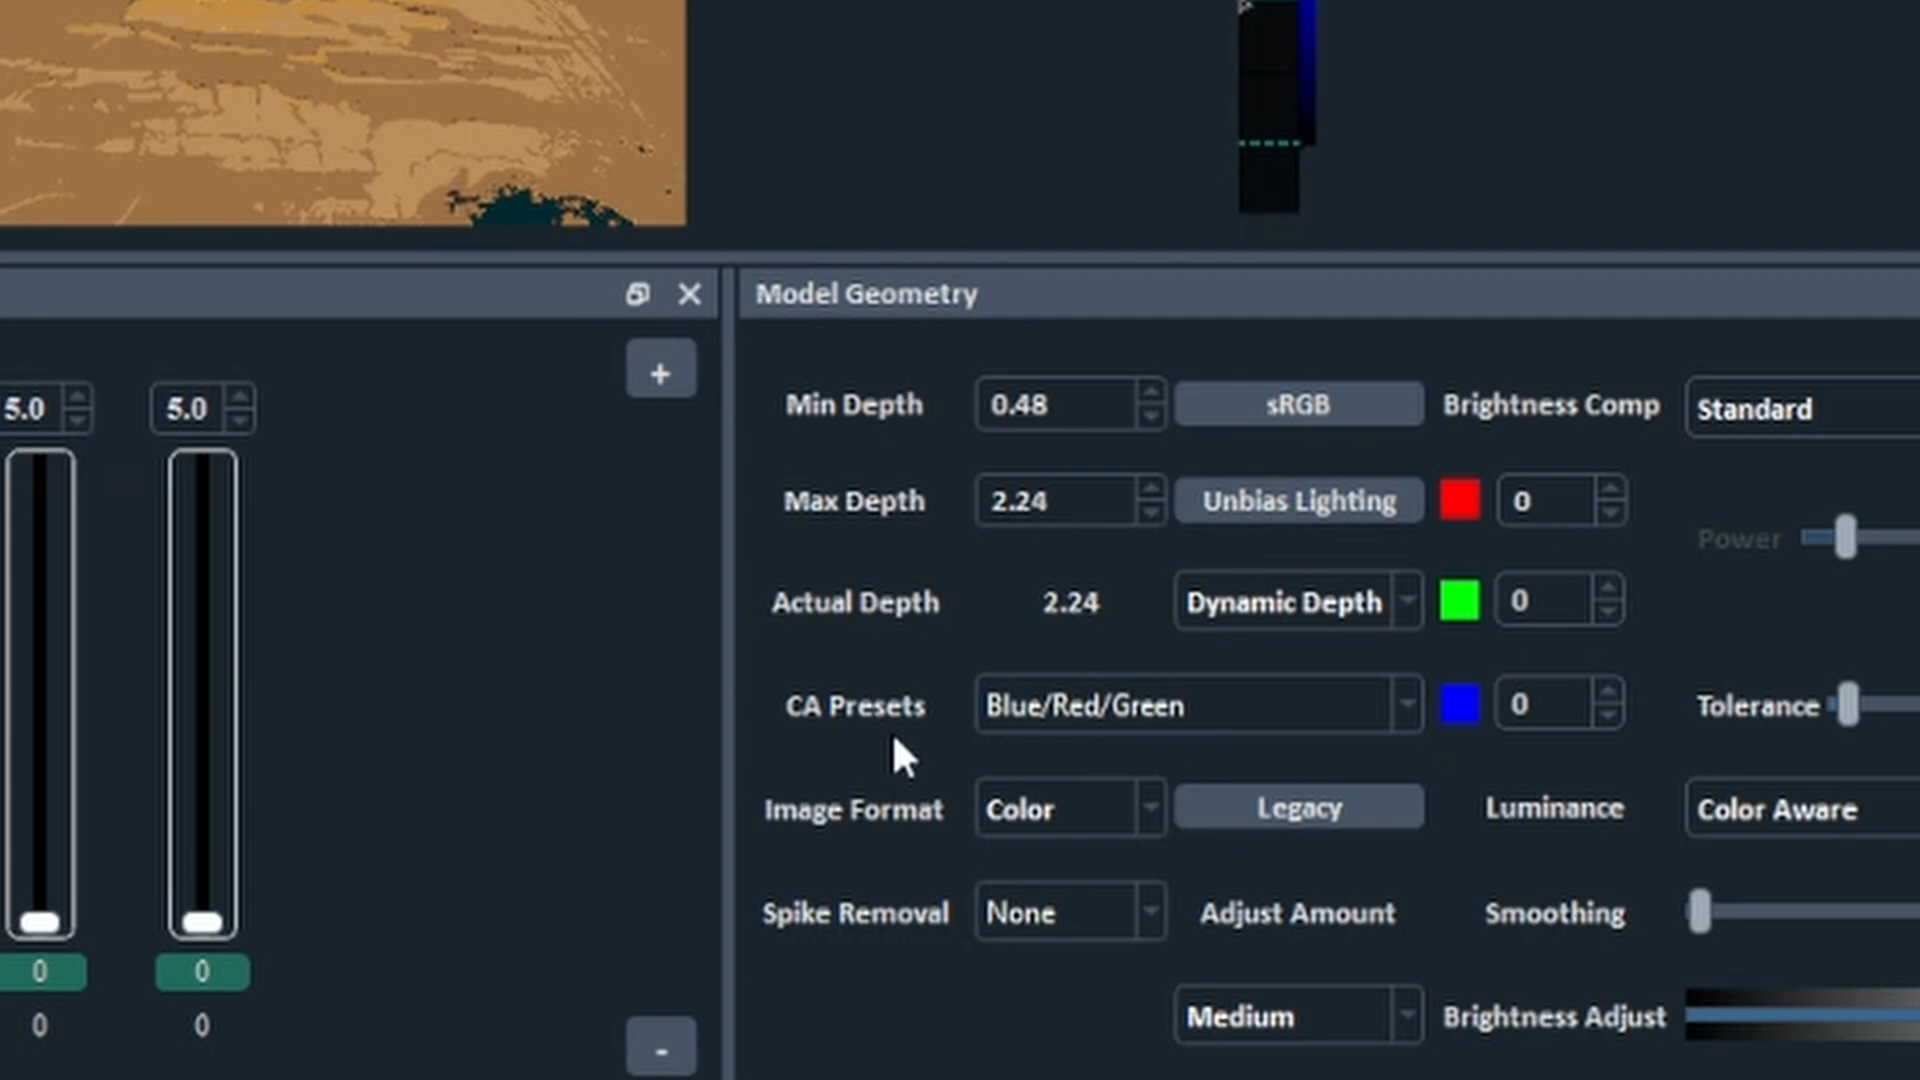 Model Geometry
+
5.0 5.0
Min Depth 0.48 sRGB Brightness Comp Standard
Max Depth 2.24 Unbias Lighting 0
Power
Actual Depth 2.24 Dynamic Depth 0
CA Presets Blue/Red/Green 0 Tolerance
Image Format Color Legacy Luminance Color Aware
Spike Removal None Adjust Amount Smoothing
0 0
Medium Brightness Adjust
0 0
-